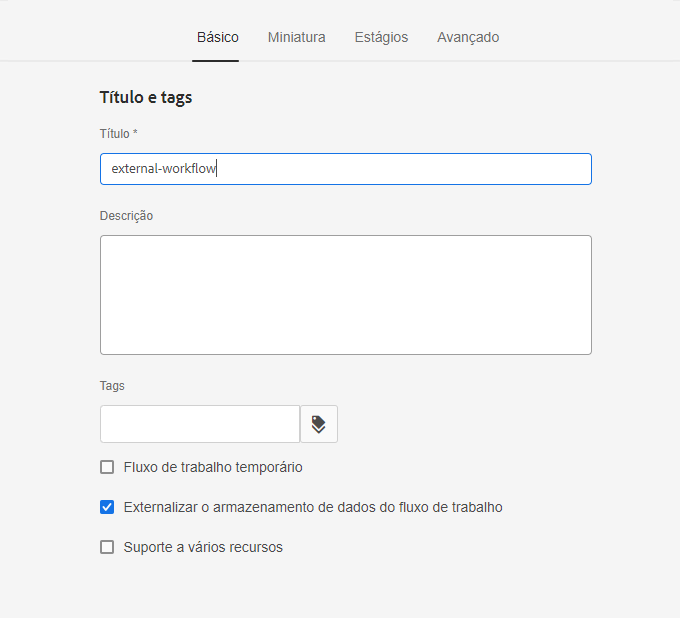 Básico Miniatura Estágios Avançado
Título e tags
Título *
external-workflow
Descrição
Tags
Fluxo de trabalho temporário
Externalizar o armazenamento de dados do fluxo de trabalho
Suporte a vários recursos